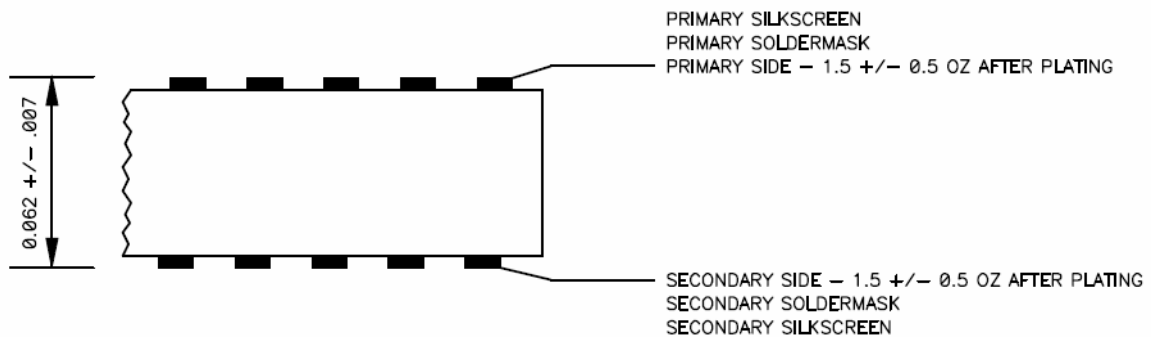 PRIMARY SILKSCREEN
PRIMARY SOLDERMASK
PRIMARY SIDE – 1.5 +/– 0.5 OZ AFTER PLATING
0.062 +/– .007
SECONDARY SIDE – 1.5 +/– 0.5 OZ AFTER PLATING
SECONDARY SOLDERMASK
SECONDARY SILKSCREEN